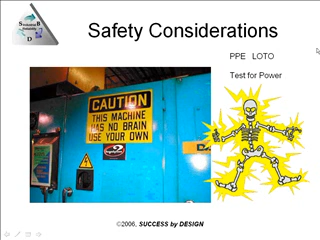 Safety Considerations
PPE LOTO
Test for Power
CAUTION
THIS MACHINE
HAS NO BRAIN
USE YOUR OWN
©2006, SUCCESS by DESIGN